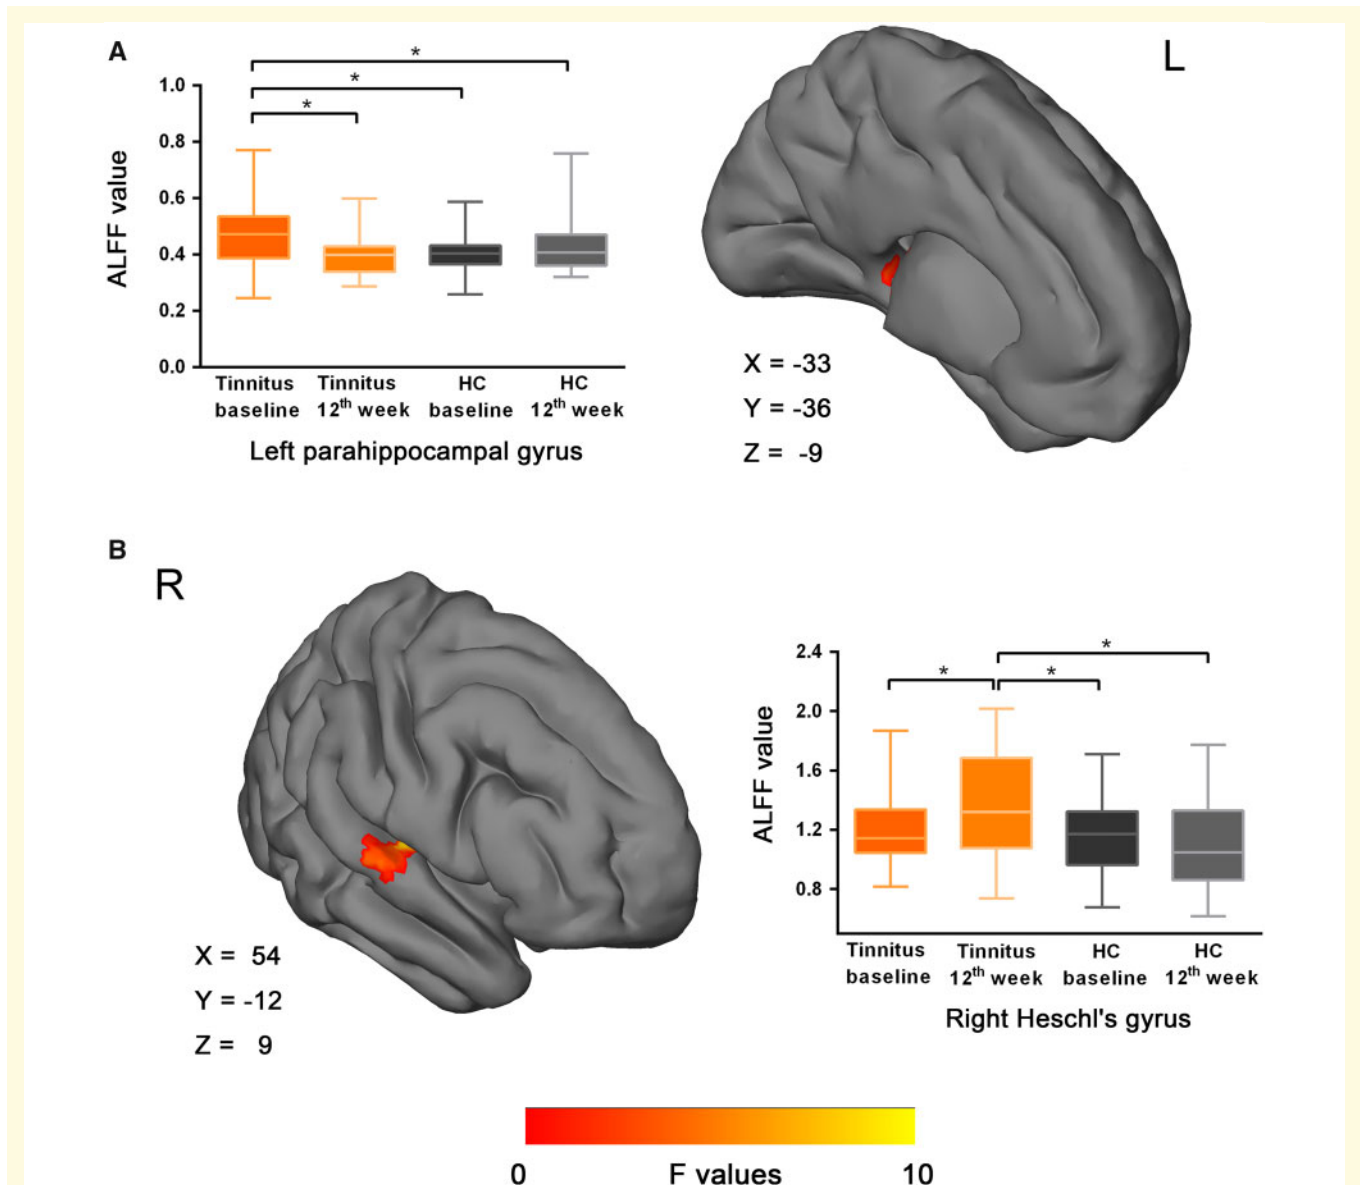 A
L
*
*
*
1.0
0.8
0.6
0.4
0.2
0.0
ALFF value
Tinnitus baseline
Tinnitus 12th week
HC baseline
HC 12th week
Left parahippocampal gyrus
X = -33
Y = -36
Z = -9
B
R
X = 54
Y = -12
Z = 9
*
*
*
2.4
2.0
1.6
1.2
0.8
ALFF value
Tinnitus baseline
Tinnitus 12th week
HC baseline
HC 12th week
Right Heschl's gyrus
0 F values 10